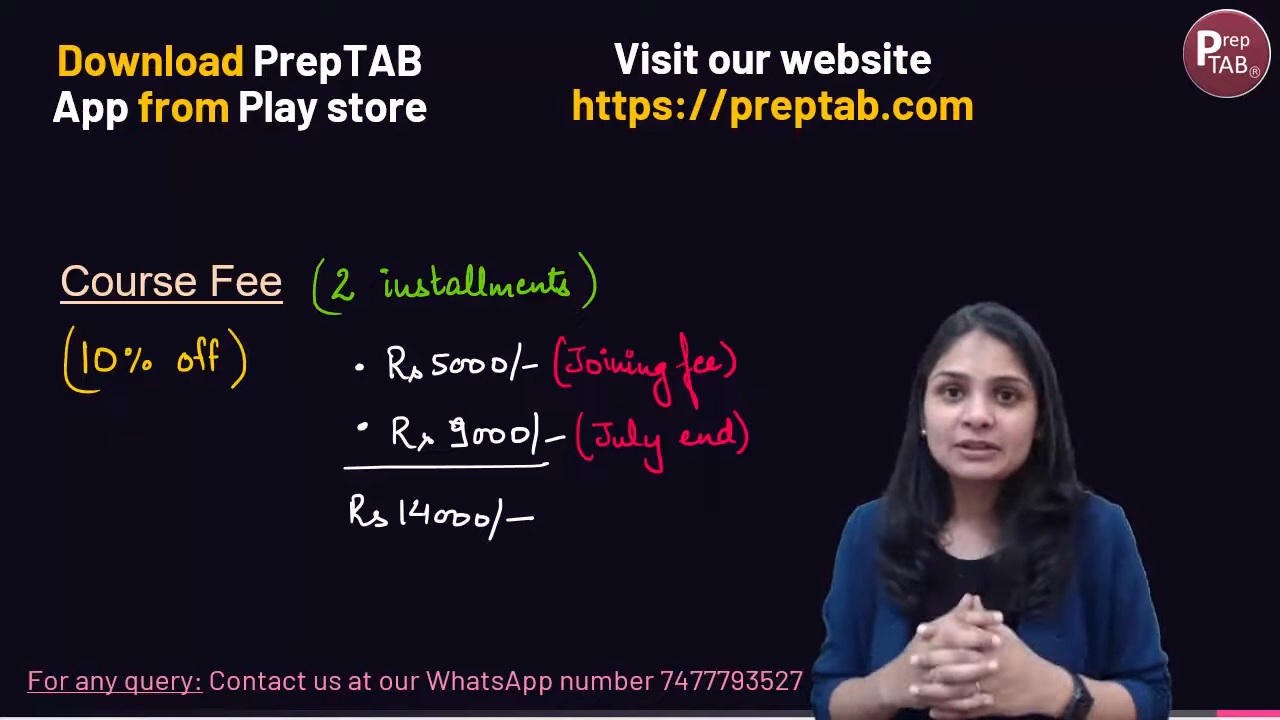 Download PrepTAB
App from Play store
Visit our website
https://preptab.com
Prep
TAB®
Course Fee (2 installments)
(10% off)
• Rs 5000/- (Joining fee)
• Rs 9000/- (July end)
Rs 14000/-
For any query: Contact us at our WhatsApp number 7477793527